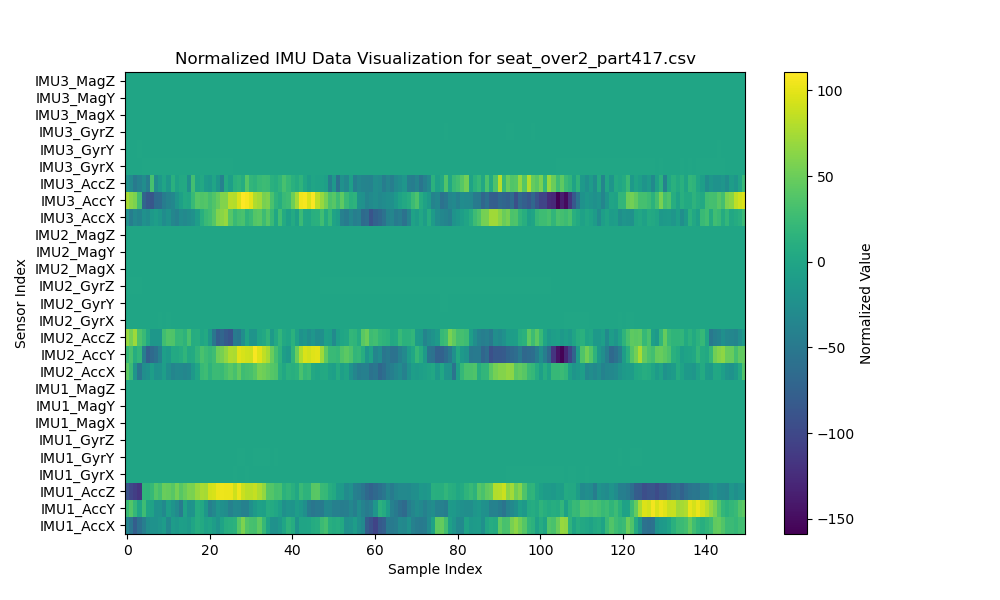 Normalized IMU Data Visualization for seat_over2_part417.csv
Sensor Index
IMU3_MagZ
IMU3_MagY
IMU3_MagX
IMU3_GyrZ
IMU3_GyrY
IMU3_GyrX
IMU3_AccZ
IMU3_AccY
IMU3_AccX
IMU2_MagZ
IMU2_MagY
IMU2_MagX
IMU2_GyrZ
IMU2_GyrY
IMU2_GyrX
IMU2_AccZ
IMU2_AccY
IMU2_AccX
IMU1_MagZ
IMU1_MagY
IMU1_MagX
IMU1_GyrZ
IMU1_GyrY
IMU1_GyrX
IMU1_AccZ
IMU1_AccY
IMU1_AccX
0 20 40 60 80 100 120 140
Sample Index
100
50
0
−50
−100
−150
Normalized Value